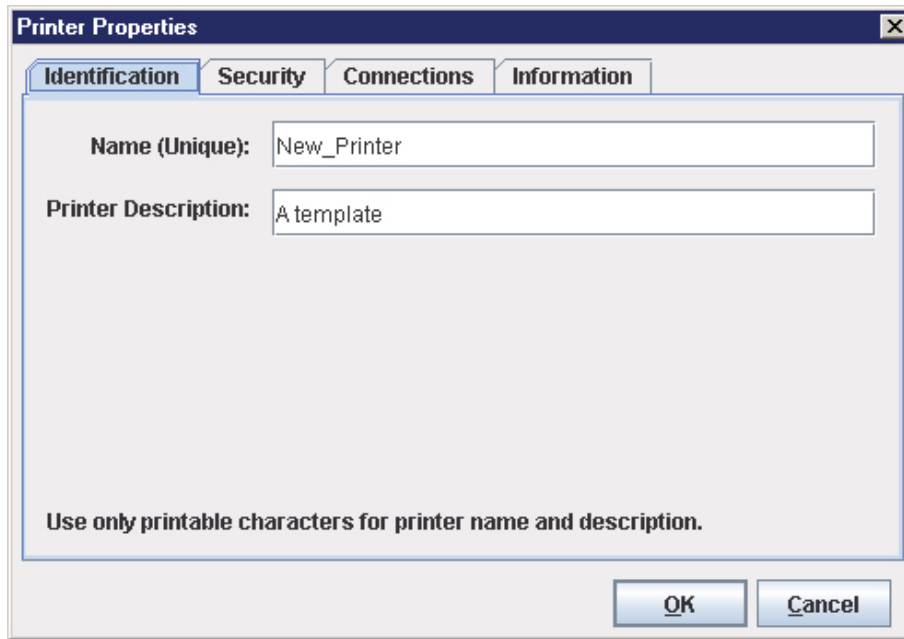 Printer Properties
Identification Security Connections Information
Name (Unique): New_Printer
Printer Description: A template
Use only printable characters for printer name and description.
OK Cancel